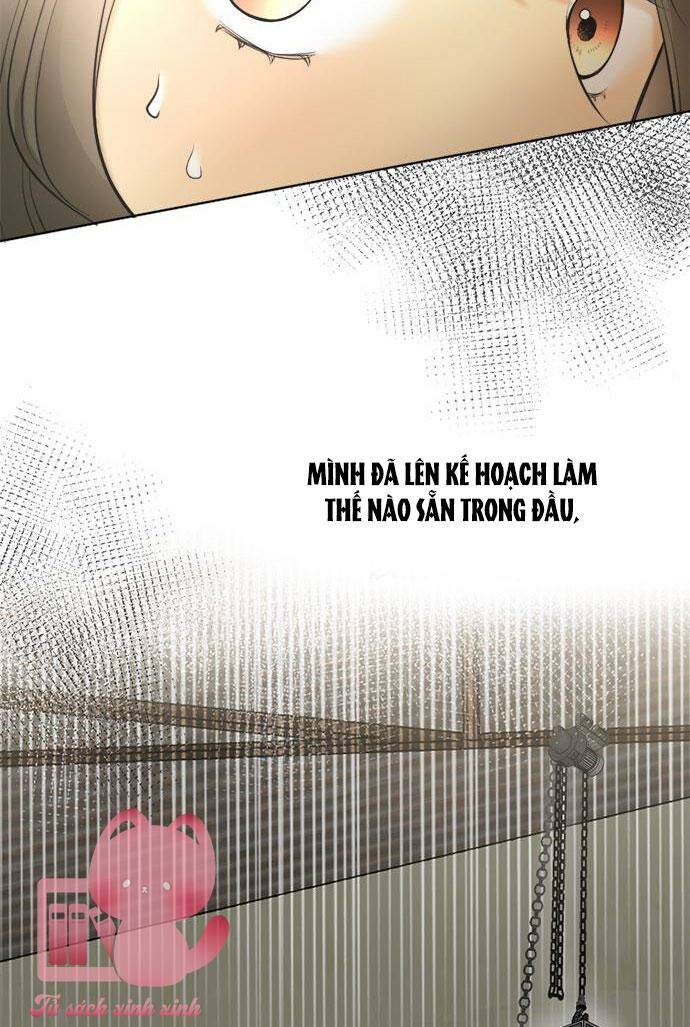 MÌNH ĐÃ LÊN KẾ HOẠCH LÀM
THẾ NÀO SẴN TRONG ĐẦU,
Tủ sách xinh xinh